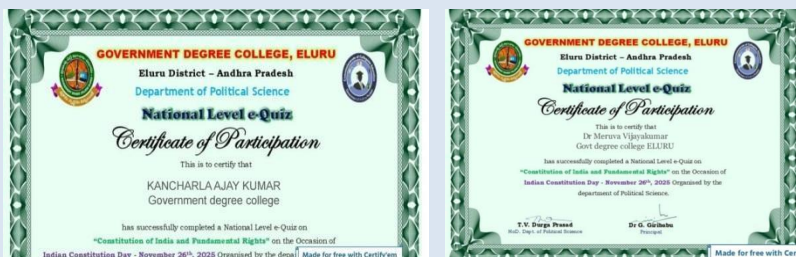 GOVERNMENT DEGREE COLLEGE, ELURU
Eluru District – Andhra Pradesh
Department of Political Science
National Level e-Quiz
Certificate of Participation
This is to certify that
KANCHARLA AJAY KUMAR
Government degree college
has successfully completed a National Level e-Quiz on
"Constitution of India and Fundamental Rights" on the Occasion of
Indian Constitution Day - November 26th, 2025 Organised by the depa
Made for free with Certify'em
GOVERNMENT DEGREE COLLEGE, ELURU
Eluru District – Andhra Pradesh
Department of Political Science
National Level e-Quiz
Certificate of Participation
This is to certify that
Dr Meruva Vijayakumar
Govt degree college ELURU
has successfully completed a National Level e-Quiz on
"Constitution of India and Fundamental Rights" on the Occasion of
Indian Constitution Day - November 26th, 2025 Organised by the
department of Political Science.
T.V. Durga Prasad
HoD. Dept. of Political Science
Dr G. Giribabu
Principal
Made for free with Cer